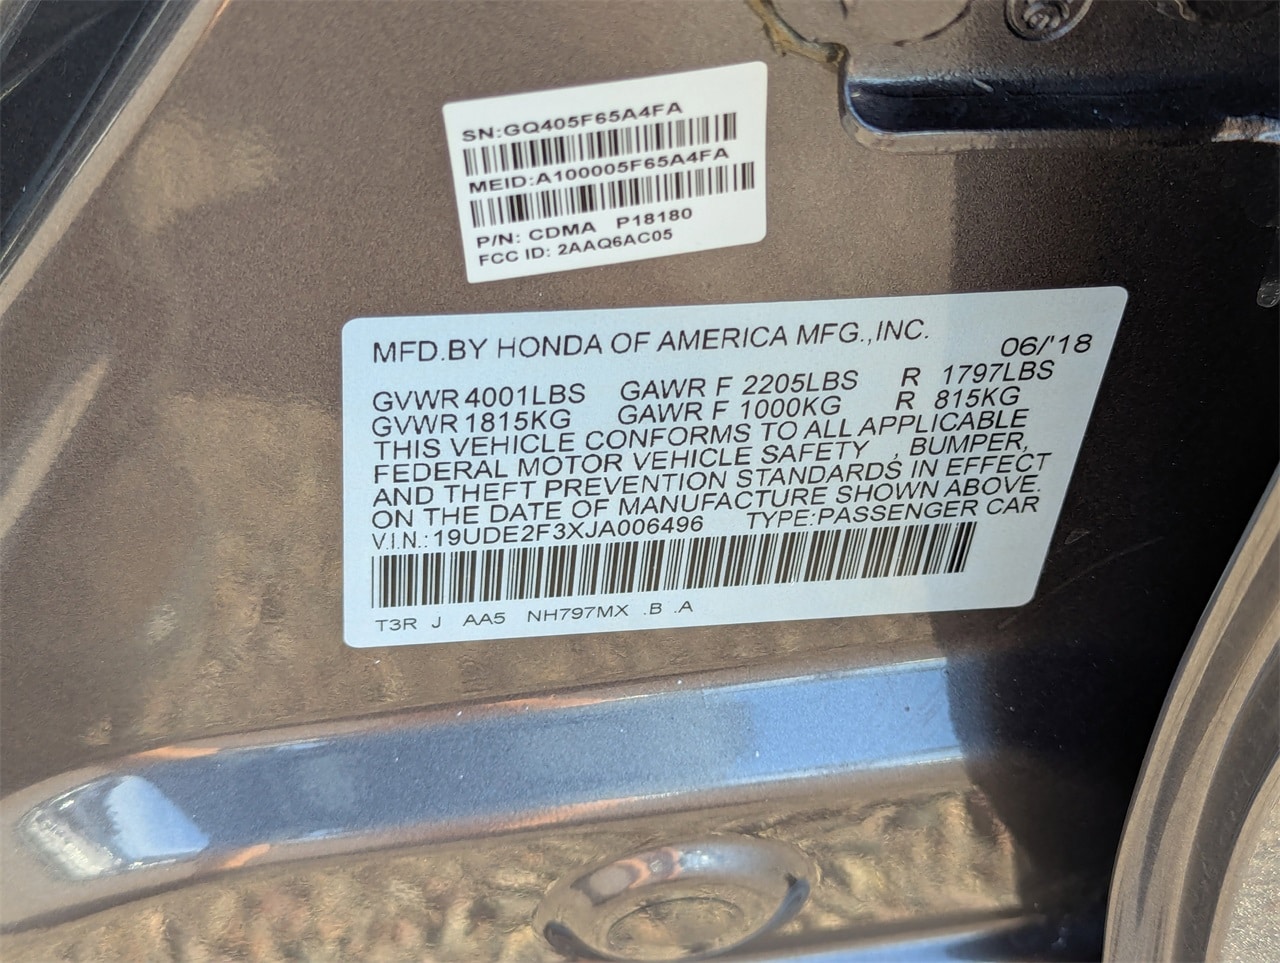 SN:GQ405F65A4FA
MEID:A100005F65A4FA
P/N: CDMA P18180
FCC ID: 2AAQ6AC05
MFD.BY HONDA OF AMERICA MFG.,INC. 06/'18
GVWR 4001LBS GAWR F 2205LBS R 1797LBS
GVWR 1815KG GAWR F 1000KG R 815KG
THIS VEHICLE CONFORMS TO ALL APPLICABLE
FEDERAL MOTOR VEHICLE SAFETY , BUMPER,
AND THEFT PREVENTION STANDARDS IN EFFECT
ON THE DATE OF MANUFACTURE SHOWN ABOVE.
V.I.N.: 19UDE2F3XJA006496 TYPE:PASSENGER CAR
T3R J AA5 NH797MX .B .A